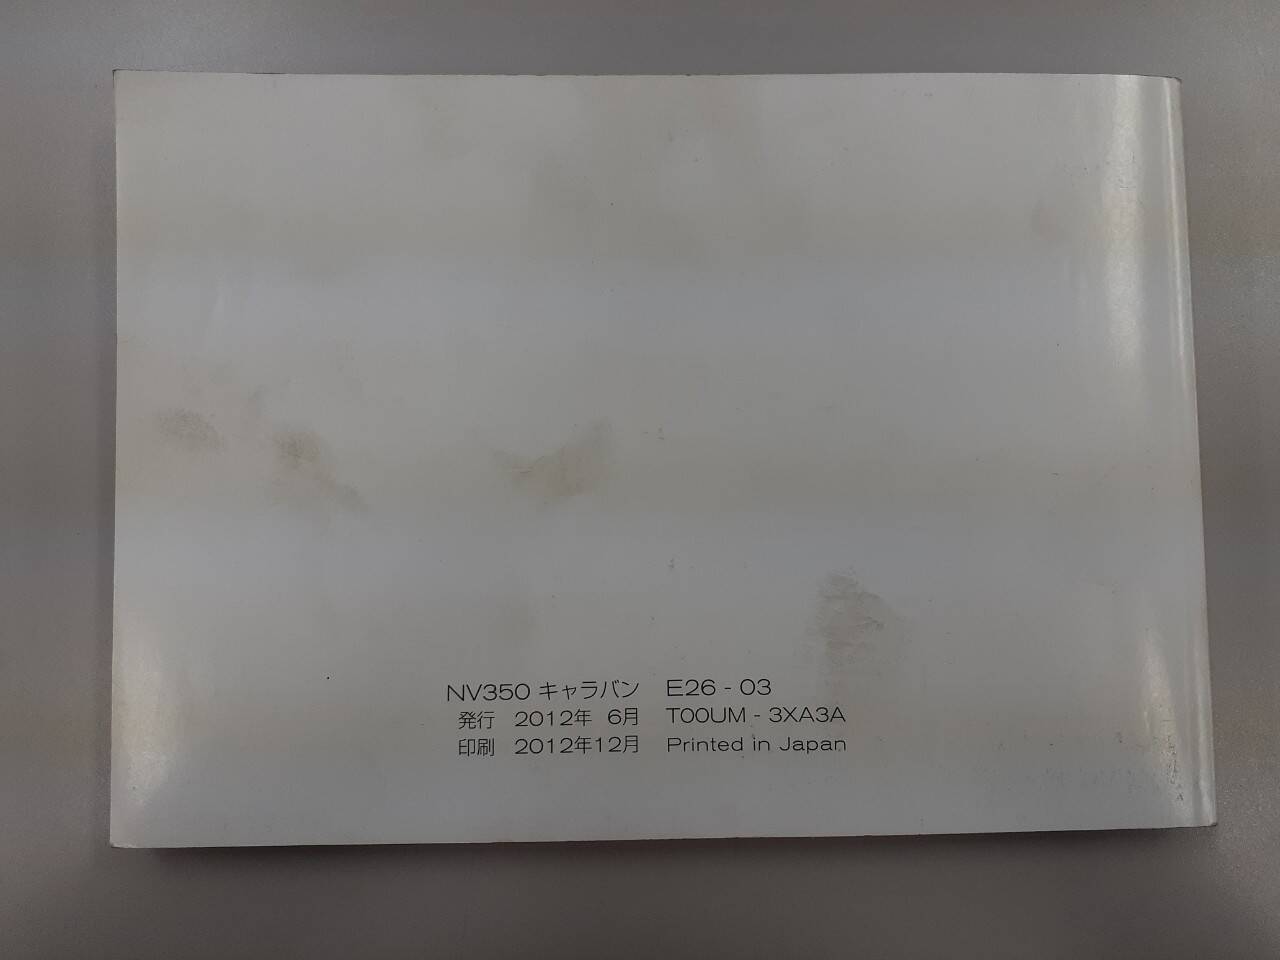 NV350 キャラバン E26 - 03
発行 2012年 6月 T00UM - 3XA3A
印刷 2012年12月 Printed in Japan